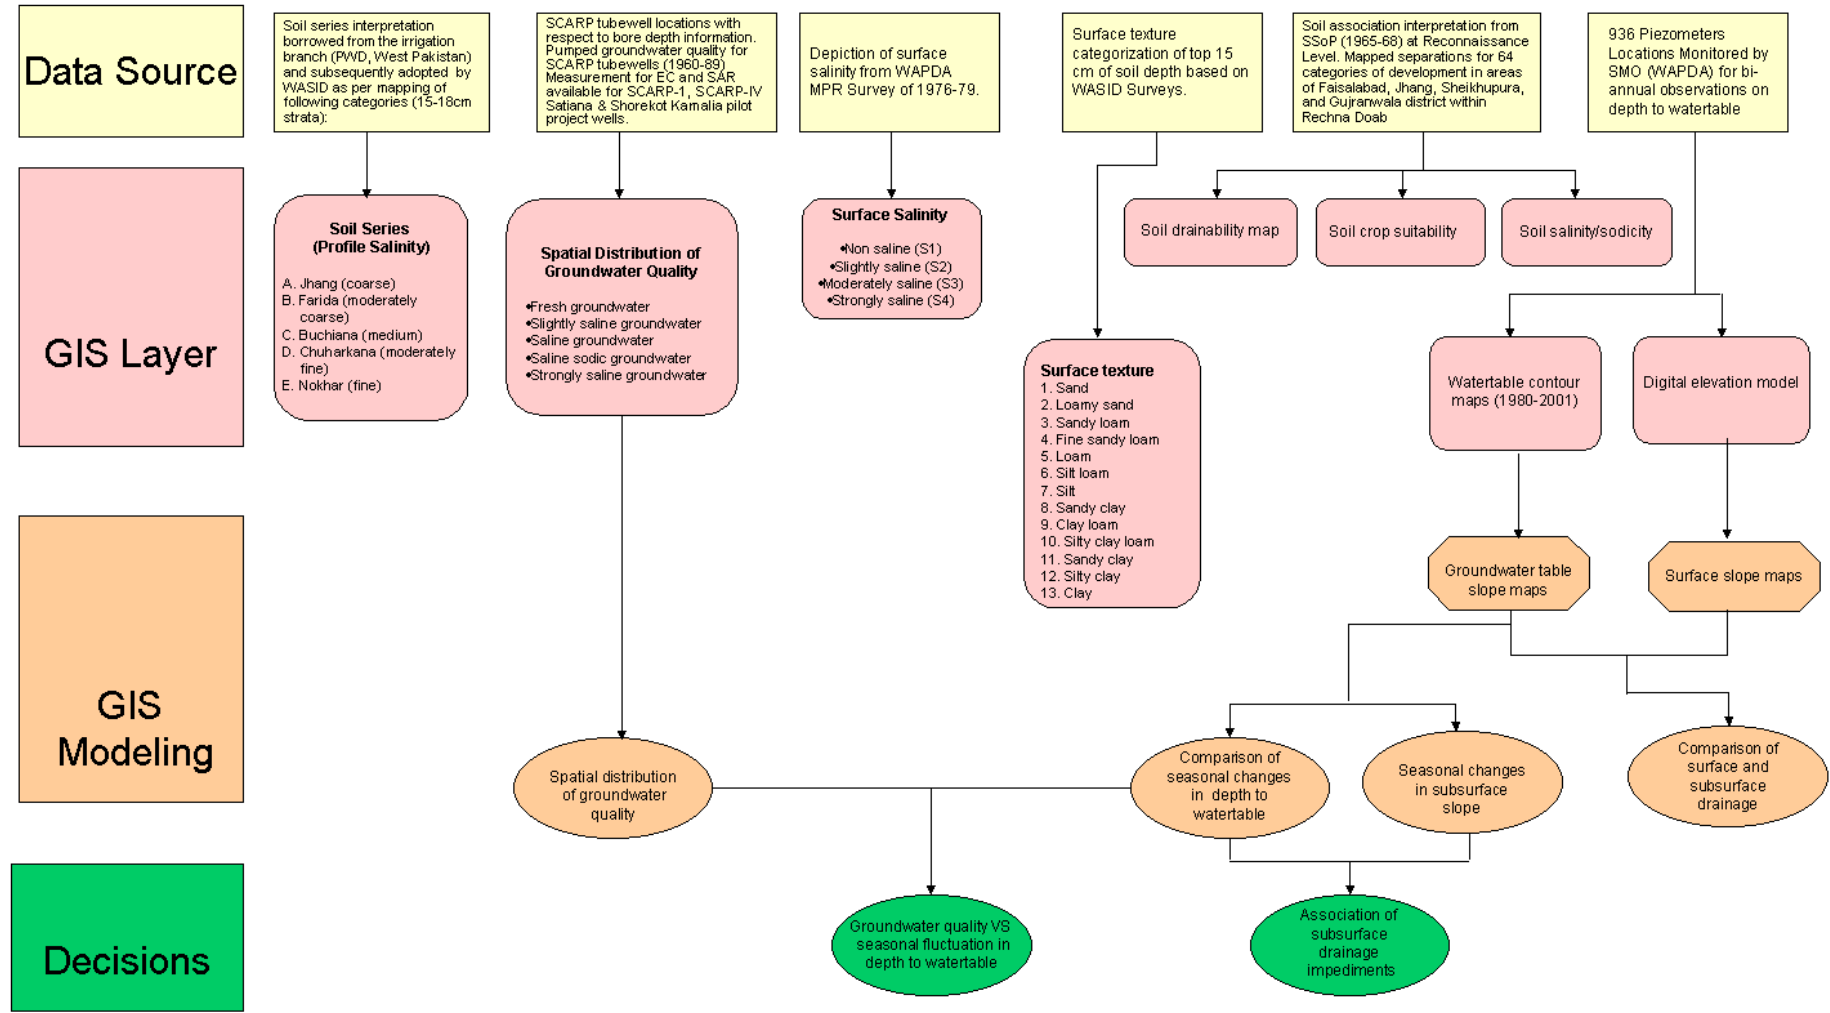 Data Source
Soil series interpretation
borrowed from the irrigation
branch (PWD, West Pakistan)
and subsequently adopted by
WASID as per mapping of
following categories (15-18cm
strata):
SCARP tubewell locations with
respect to bore depth information.
Pumped groundwater quality for
SCARP tubewells (1960-89)
Measurement for EC and SAR
available for SCARP-1, SCARP-IV
Satiana & Shorekot Kamalia pilot
project wells.
Depiction of surface
salinity from WAPDA
MPR Survey of 1976-79.
Surface texture
categorization of top 15
cm of soil depth based on
WASID Surveys.
Soil association interpretation from
SSoP (1965-68) at Reconnaissance
Level. Mapped separations for 64
categories of development in areas
of Faisalabad, Jhang, Sheikhupura,
and Gujranwala district within
Rechna Doab
936 Piezometers
Locations Monitored by
SMO (WAPDA) for bi-
annual observations on
depth to watertable
GIS Layer
Soil Series
(Profile Salinity)
A. Jhang (coarse)
B. Farida (moderately
coarse)
C. Buchiana (medium)
D. Chuharkana (moderately
fine)
E. Nokhar (fine)
Spatial Distribution of
Groundwater Quality
•Fresh groundwater
•Slightly saline groundwater
•Saline groundwater
•Saline sodic groundwater
•Strongly saline groundwater
Surface Salinity
•Non saline (S1)
•Slightly saline (S2)
•Moderately saline (S3)
•Strongly saline (S4)
Surface texture
1. Sand
2. Loamy sand
3. Sandy loam
4. Fine sandy loam
5. Loam
6. Silt loam
7. Silt
8. Sandy clay
9. Clay loam
10. Silty clay loam
11. Sandy clay
12. Silty clay
13. Clay
Soil drainability map
Soil crop suitability
Soil salinity/sodicity
Watertable contour
maps (1980-2001)
Digital elevation model
GIS
Modeling
Groundwater table
slope maps
Surface slope maps
Spatial distribution
of groundwater
quality
Comparison of
seasonal changes
in depth to
watertable
Seasonal changes
in subsurface
slope
Comparison of
surface and
subsurface
drainage
Decisions
Groundwater quality VS
seasonal fluctuation in
depth to watertable
Association of
subsurface
drainage
impediments